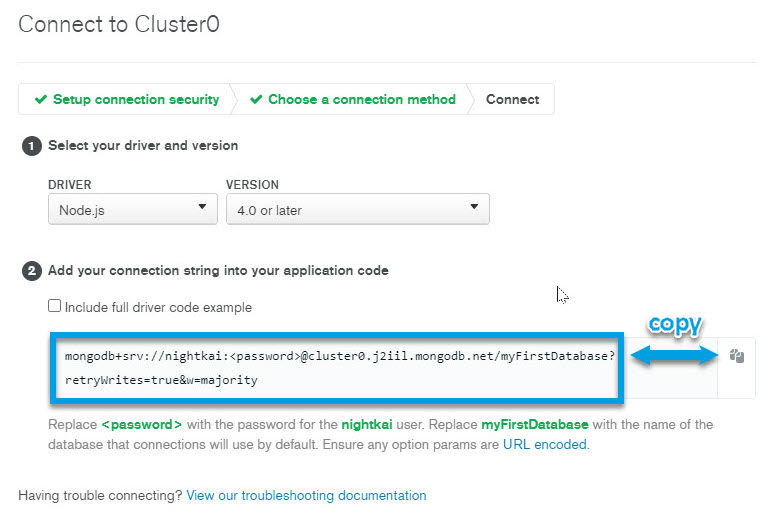 Connect to Cluster0
Setup connection security
Choose a connection method
Connect
1 Select your driver and version
DRIVER VERSION
Node.js 4.0 or later
2 Add your connection string into your application code
Include full driver code example
copy
mongodb+srv://nightkai:<password>@cluster0.j2iil.mongodb.net/myFirstDatabase?
retryWrites=true&w=majority
Replace <password> with the password for the nightkai user. Replace myFirstDatabase with the name of the
database that connections will use by default. Ensure any option params are URL encoded.
Having trouble connecting? View our troubleshooting documentation